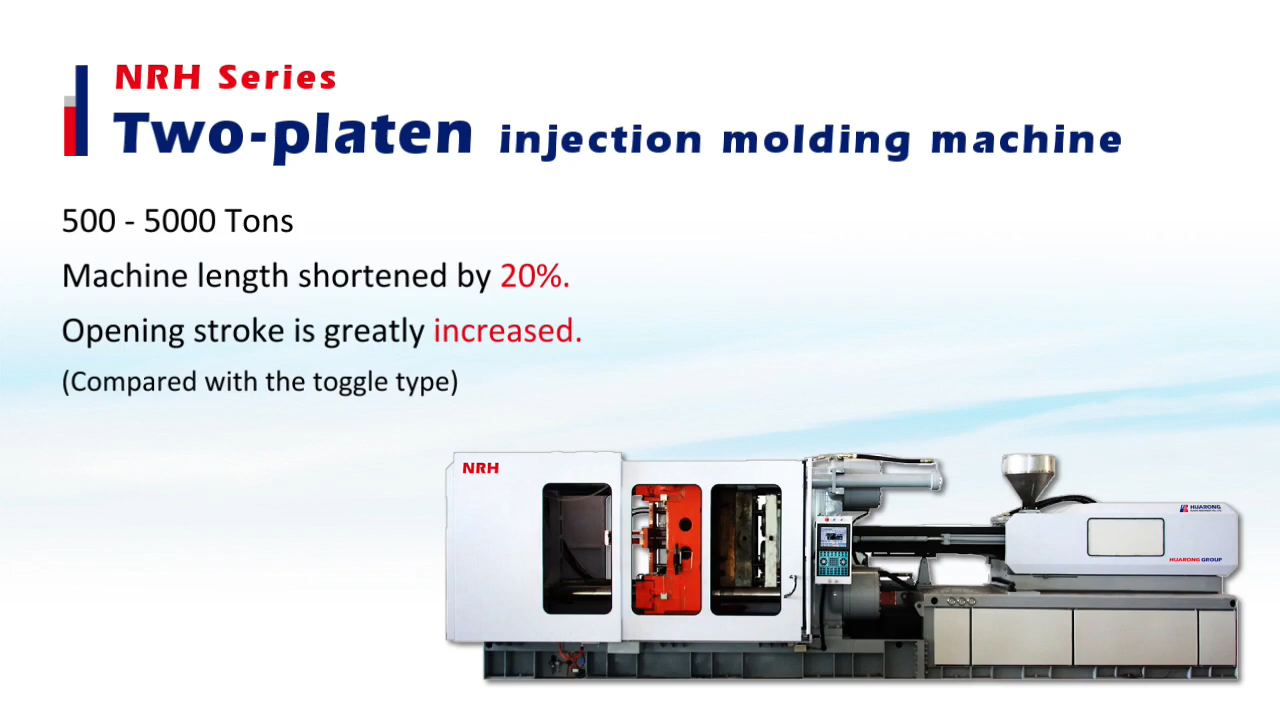 NRH Series
Two-platen injection molding machine
500 - 5000 Tons
Machine length shortened by 20%.
Opening stroke is greatly increased.
(Compared with the toggle type)
NRH
HUARONG
HUARONG GROUP